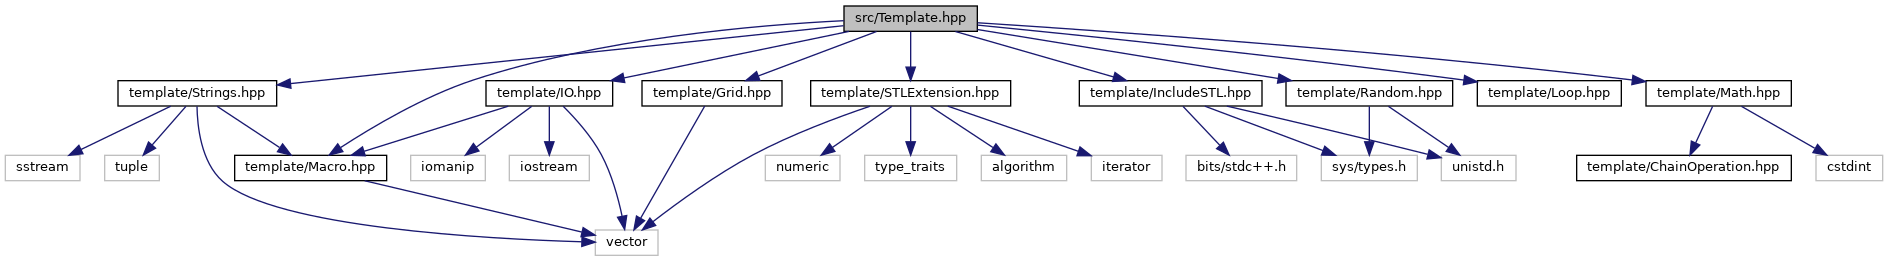 src/Template.hpp
template/Strings.hpp
template/IO.hpp
template/Grid.hpp
template/STLExtension.hpp
template/IncludeSTL.hpp
template/Random.hpp
template/Loop.hpp
template/Math.hpp
sstream
tuple
template/Macro.hpp
iomanip
iostream
numeric
type_traits
algorithm
iterator
bits/stdc++.h
sys/types.h
unistd.h
template/ChainOperation.hpp
cstdint
vector